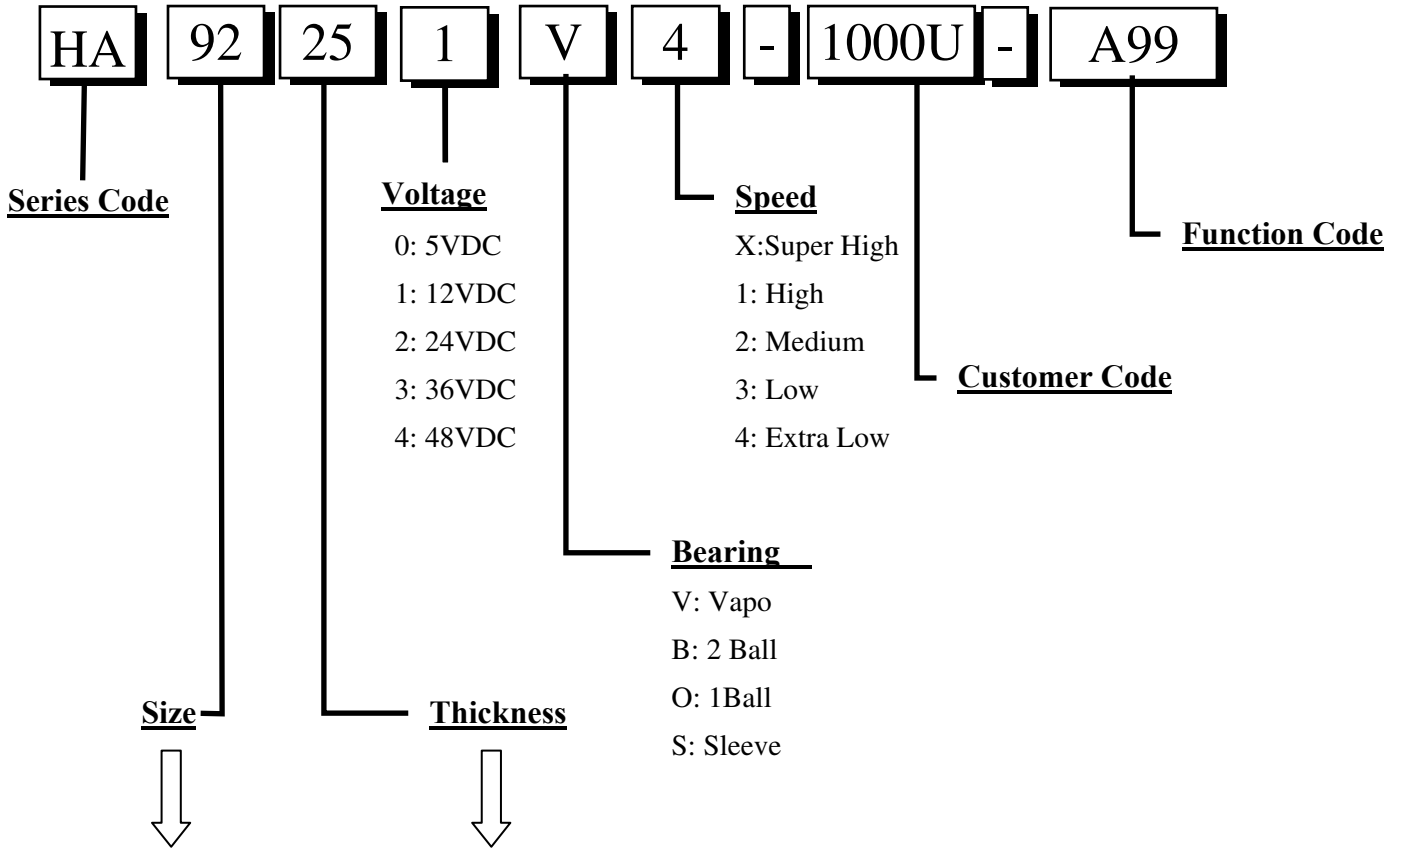 HA 92 25 1 V 4 - 1000U - A99
Series Code
Voltage
0: 5VDC
1: 12VDC
2: 24VDC
3: 36VDC
4: 48VDC
Speed
X:Super High
1: High
2: Medium
3: Low
4: Extra Low
Function Code
Customer Code
Bearing
V: Vapo
B: 2 Ball
O: 1Ball
S: Sleeve
Size
Thickness